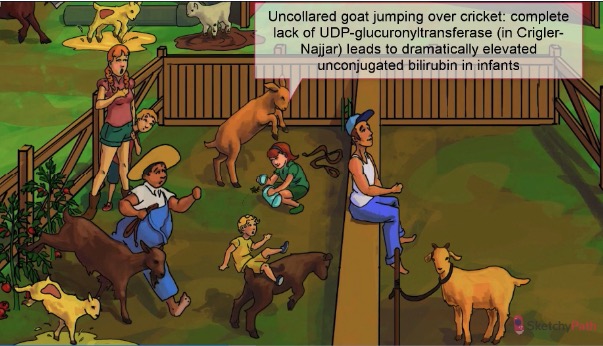 Uncollared goat jumping over cricket: complete
lack of UDP-glucuronyltransferase (in Crigler-
Najjar) leads to dramatically elevated
unconjugated bilirubin in infants
SketchyPath